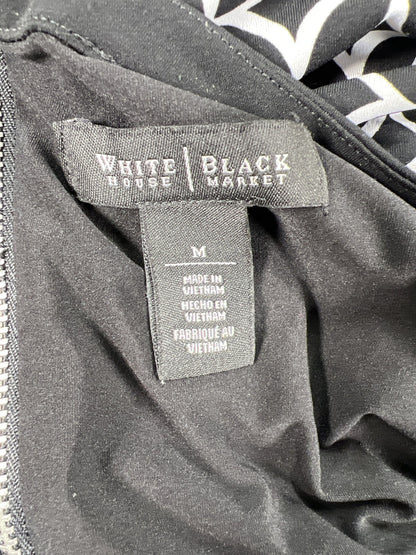 WHITE | BLACK
HOUSE | MARKET
M
MADE IN
VIETNAM
HECHO EN
VIETNAM
FABRIQUÉ AU
VIETNAM